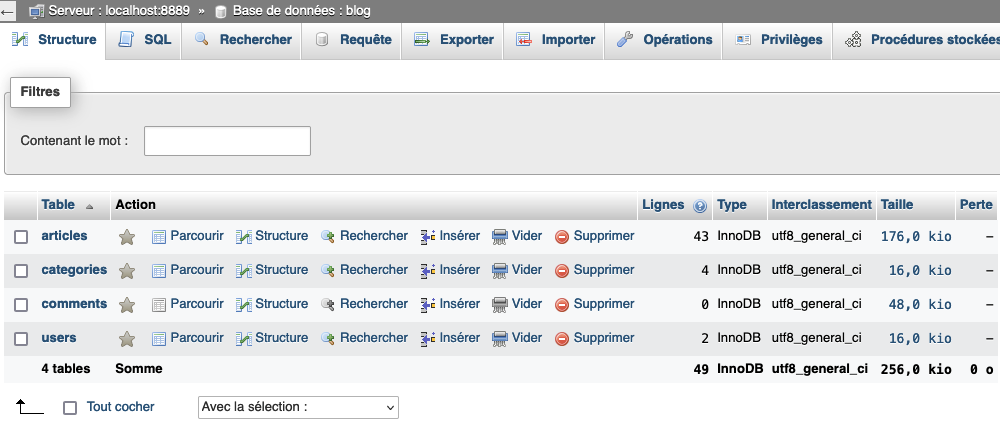 Serveur : localhost:8889 » Base de données : blog
Structure SQL Rechercher Requête Exporter Importer Opérations Privilèges Procédures stockées
Filtres
Contenant le mot :
Table Action Lignes Type Interclassement Taille Perte
articles Parcourir Structure Rechercher Insérer Vider Supprimer 43 InnoDB utf8_general_ci 176,0 kio –
categories Parcourir Structure Rechercher Insérer Vider Supprimer 4 InnoDB utf8_general_ci 16,0 kio –
comments Parcourir Structure Rechercher Insérer Vider Supprimer 0 InnoDB utf8_general_ci 48,0 kio –
users Parcourir Structure Rechercher Insérer Vider Supprimer 2 InnoDB utf8_general_ci 16,0 kio –
4 tables Somme 49 InnoDB utf8_general_ci 256,0 kio 0 o
Tout cocher Avec la sélection :